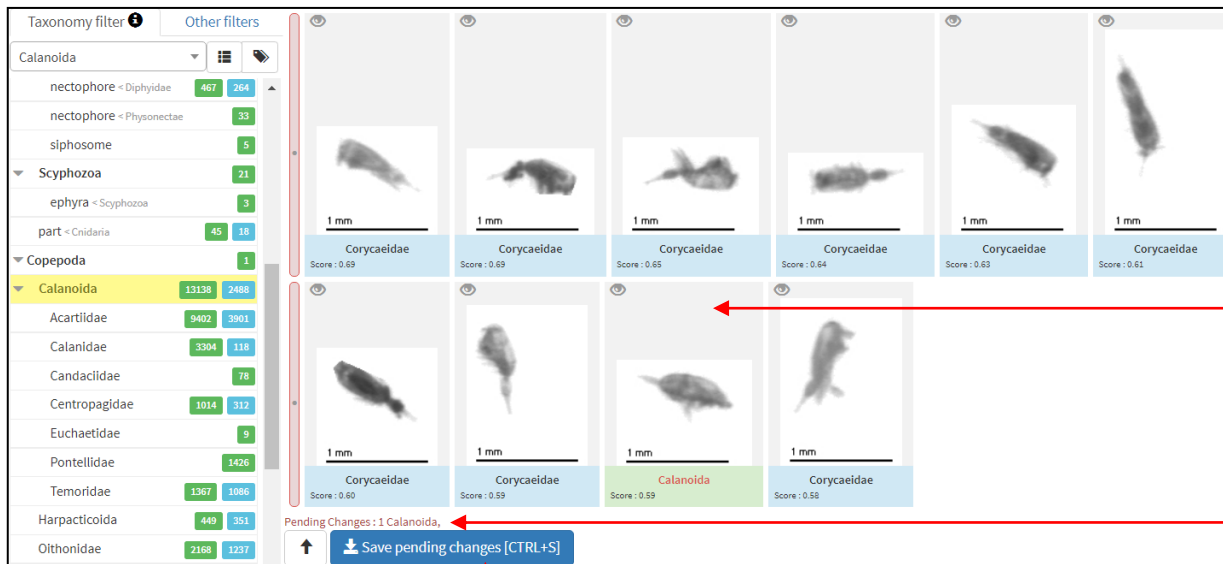 Taxonomy filter Other filters
Calanoida
nectophore < Diphyidae 467 264
nectophore < Physonectae 33
siphosome 5
Scyphozoa 21
ephyra < Scyphozoa 3
part < Cnidaria 45 18
Copepoda 1
Calanoida 13138 2488
Acartiidae 9402 3901
Calanidae 3304 118
Candaciidae 78
Centropagidae 1014 312
Euchaetidae 9
Pontellidae 1426
Temoridae 1367 1086
Harpacticoida 449 351
Oithonidae 2168 1237
1 mm 1 mm 1 mm 1 mm 1 mm 1 mm
Corycaeidae Corycaeidae Corycaeidae Corycaeidae Corycaeidae Corycaeidae
Score : 0.69 Score : 0.69 Score : 0.65 Score : 0.64 Score : 0.63 Score : 0.61
1 mm 1 mm 1 mm 1 mm
Corycaeidae Corycaeidae Calanoida Corycaeidae
Score : 0.60 Score : 0.59 Score : 0.59 Score : 0.58
Pending Changes : 1 Calanoida,
Save pending changes [CTRL+S]